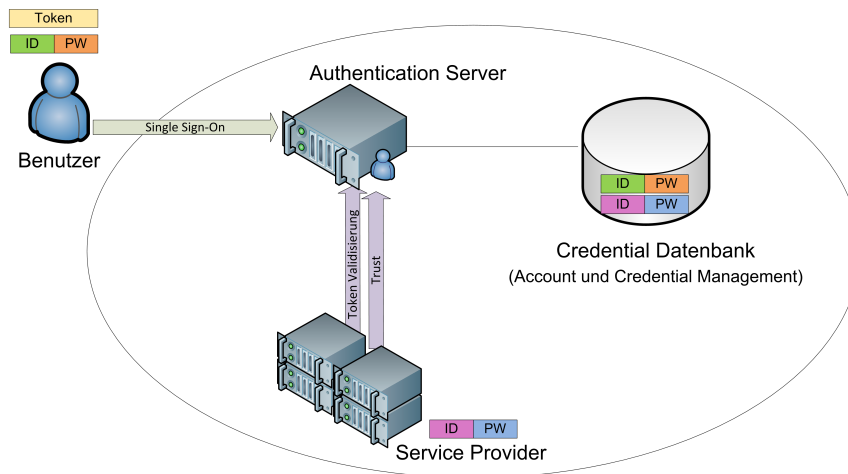 Token
ID PW
Benutzer
Single Sign-On
Authentication Server
ID PW
ID PW
Credential Datenbank
(Account und Credential Management)
Token Validisierung
Trust
ID PW
Service Provider